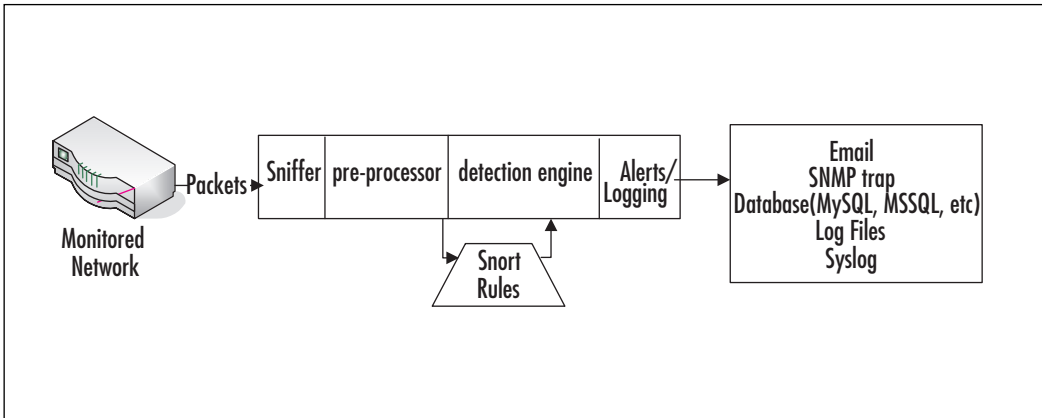 Monitored
Network
Packets
Sniffer
pre-processor
detection engine
Alerts/
Logging
Snort
Rules
Email
SNMP trap
Database(MySQL, MSSQL, etc)
Log Files
Syslog